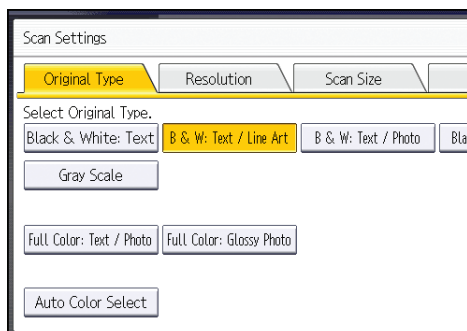 Scan Settings
Original Type Resolution Scan Size
Select Original Type.
Black & White: Text B & W: Text / Line Art B & W: Text / Photo Bla
Gray Scale
Full Color: Text / Photo Full Color: Glossy Photo
Auto Color Select